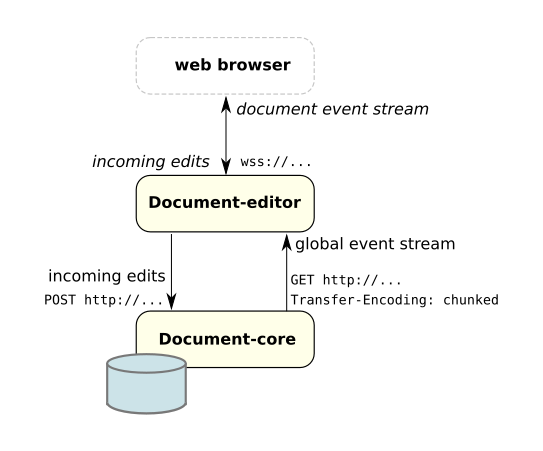 web browser
document event stream
incoming edits
wss://...
Document-editor
global event stream
incoming edits
GET http://...
POST http://...
Transfer-Encoding: chunked
Document-core